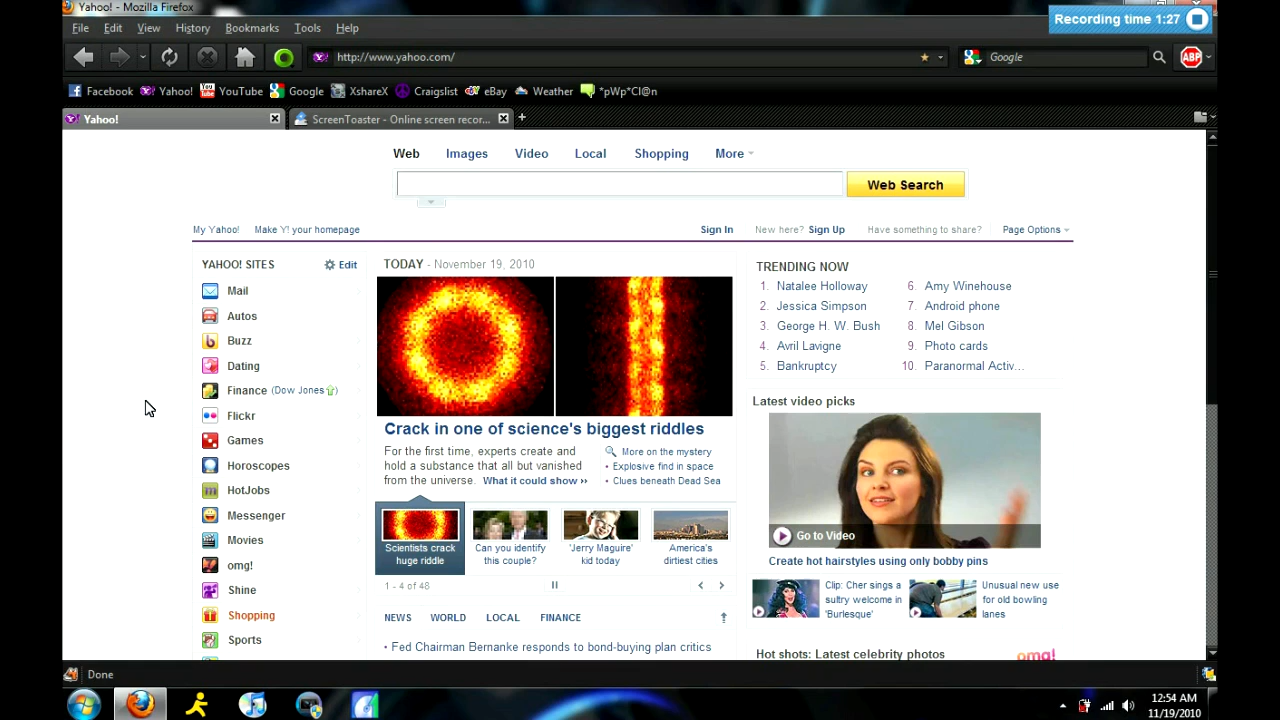 Yahoo! - Mozilla Firefox
Recording time 1:27
File Edit View History Bookmarks Tools Help
http://www.yahoo.com/
Google
ABP
Facebook Yahoo! YouTube Google XshareX Craigslist eBay Weather *pWp*Cl@n
Yahoo!
ScreenToaster - Online screen recor...
Web Images Video Local Shopping More
Web Search
My Yahoo! Make Y! your homepage
Sign In New here? Sign Up Have something to share? Page Options
YAHOO! SITES Edit
Mail
Autos
Buzz
Dating
Finance (Dow Jones)
Flickr
Games
Horoscopes
HotJobs
Messenger
Movies
omg!
Shine
Shopping
Sports
TODAY - November 19, 2010
Crack in one of science's biggest riddles
For the first time, experts create and
hold a substance that all but vanished
from the universe. What it could show ››
More on the mystery
• Explosive find in space
• Clues beneath Dead Sea
Scientists crack
huge riddle
Can you identify
this couple?
'Jerry Maguire'
kid today
America's
dirtiest cities
1 - 4 of 48
NEWS WORLD LOCAL FINANCE
• Fed Chairman Bernanke responds to bond-buying plan critics
TRENDING NOW
1. Natalee Holloway
2. Jessica Simpson
3. George H. W. Bush
4. Avril Lavigne
5. Bankruptcy
6. Amy Winehouse
7. Android phone
8. Mel Gibson
9. Photo cards
10. Paranormal Activ...
Latest video picks
Go to Video
Create hot hairstyles using only bobby pins
Clip: Cher sings a
sultry welcome in
'Burlesque'
Unusual new use
for old bowling
lanes
Hot shots: Latest celebrity photos
omg!
Done
12:54 AM
11/19/2010